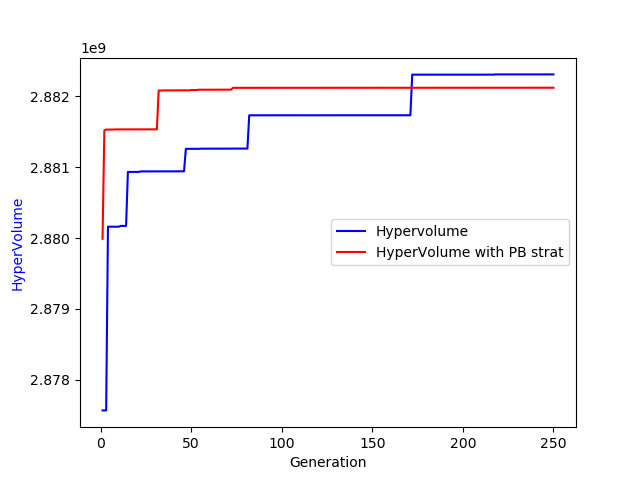 1e9
2.882
2.881
2.880
2.879
2.878
HyperVolume
Hypervolume
HyperVolume with PB strat
0
50
100
150
200
250
Generation